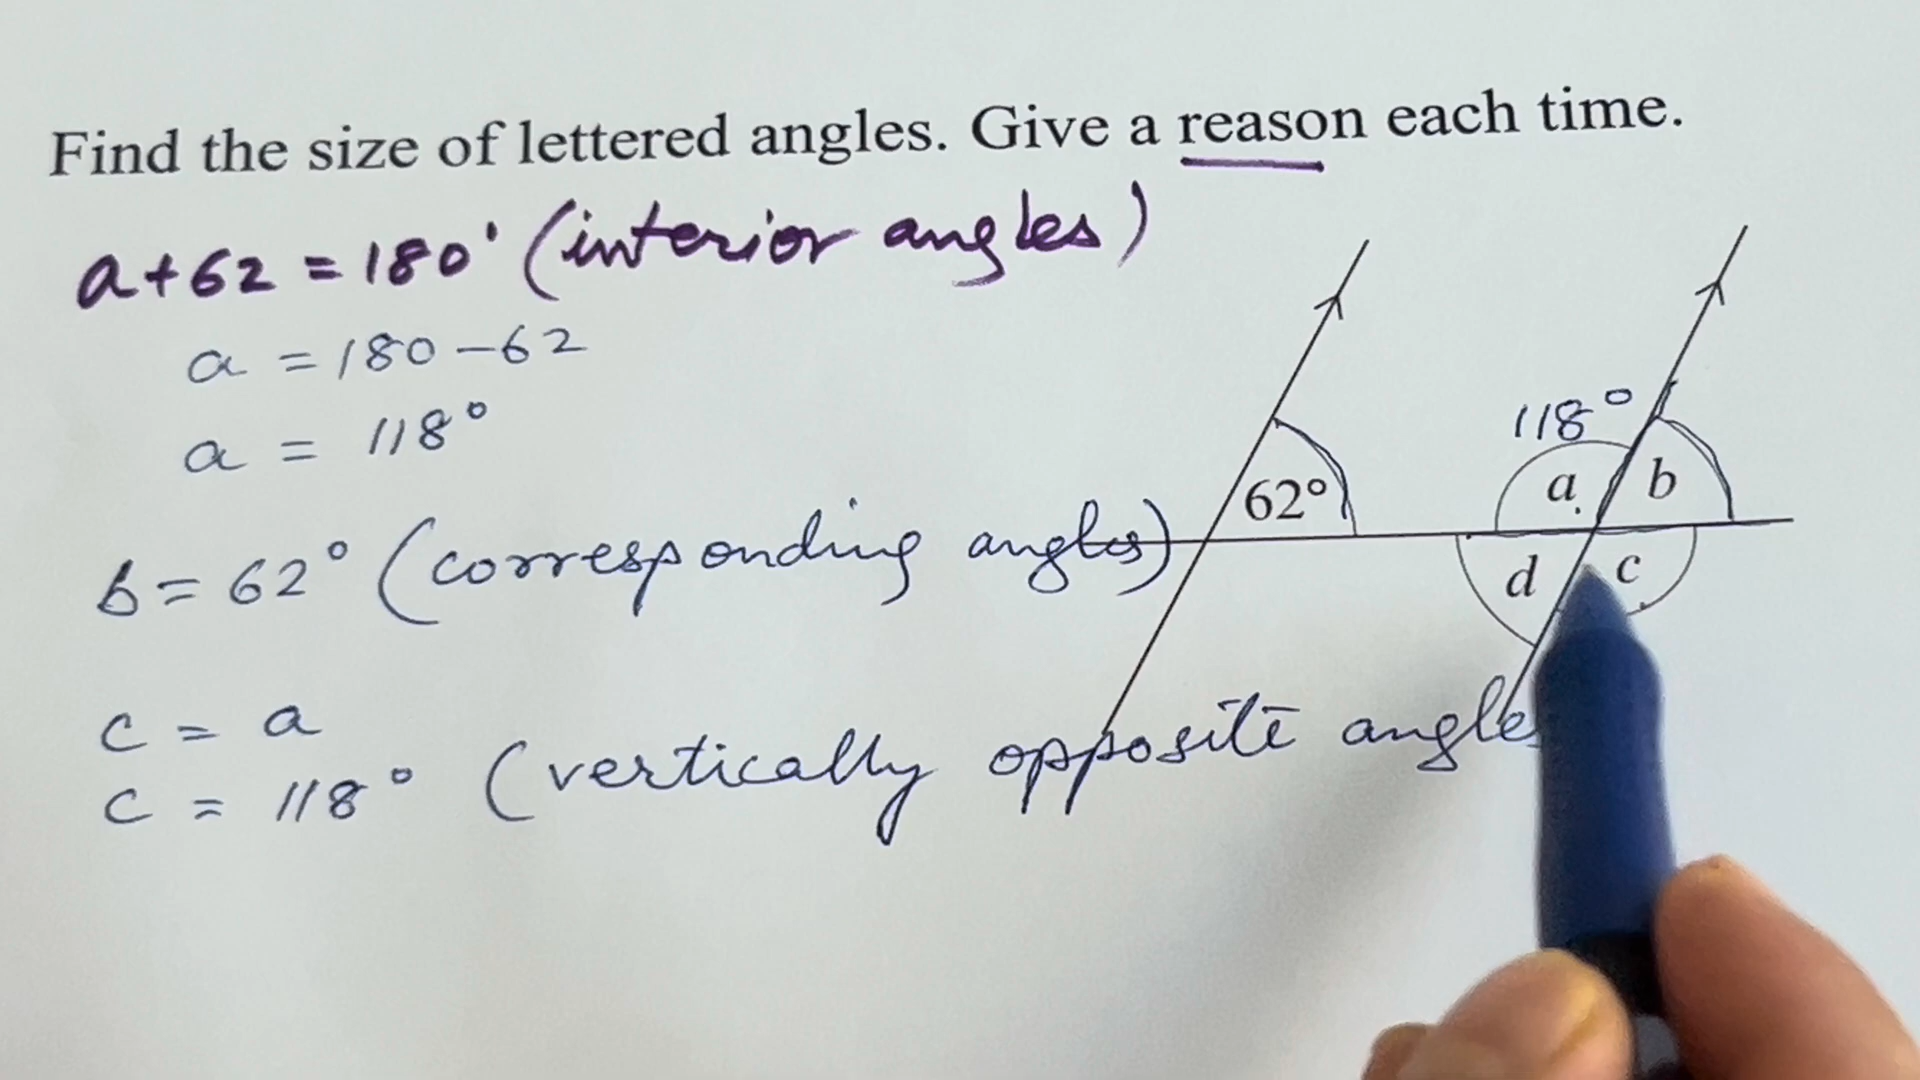 Find the size of lettered angles. Give a reason each time.
a + 62 = 180° (interior angles)
a = 180 - 62
a = 118°
b = 62° (corresponding angles)
c = a
c = 118° (vertically opposite angles
62°
118°
a
b
d
c